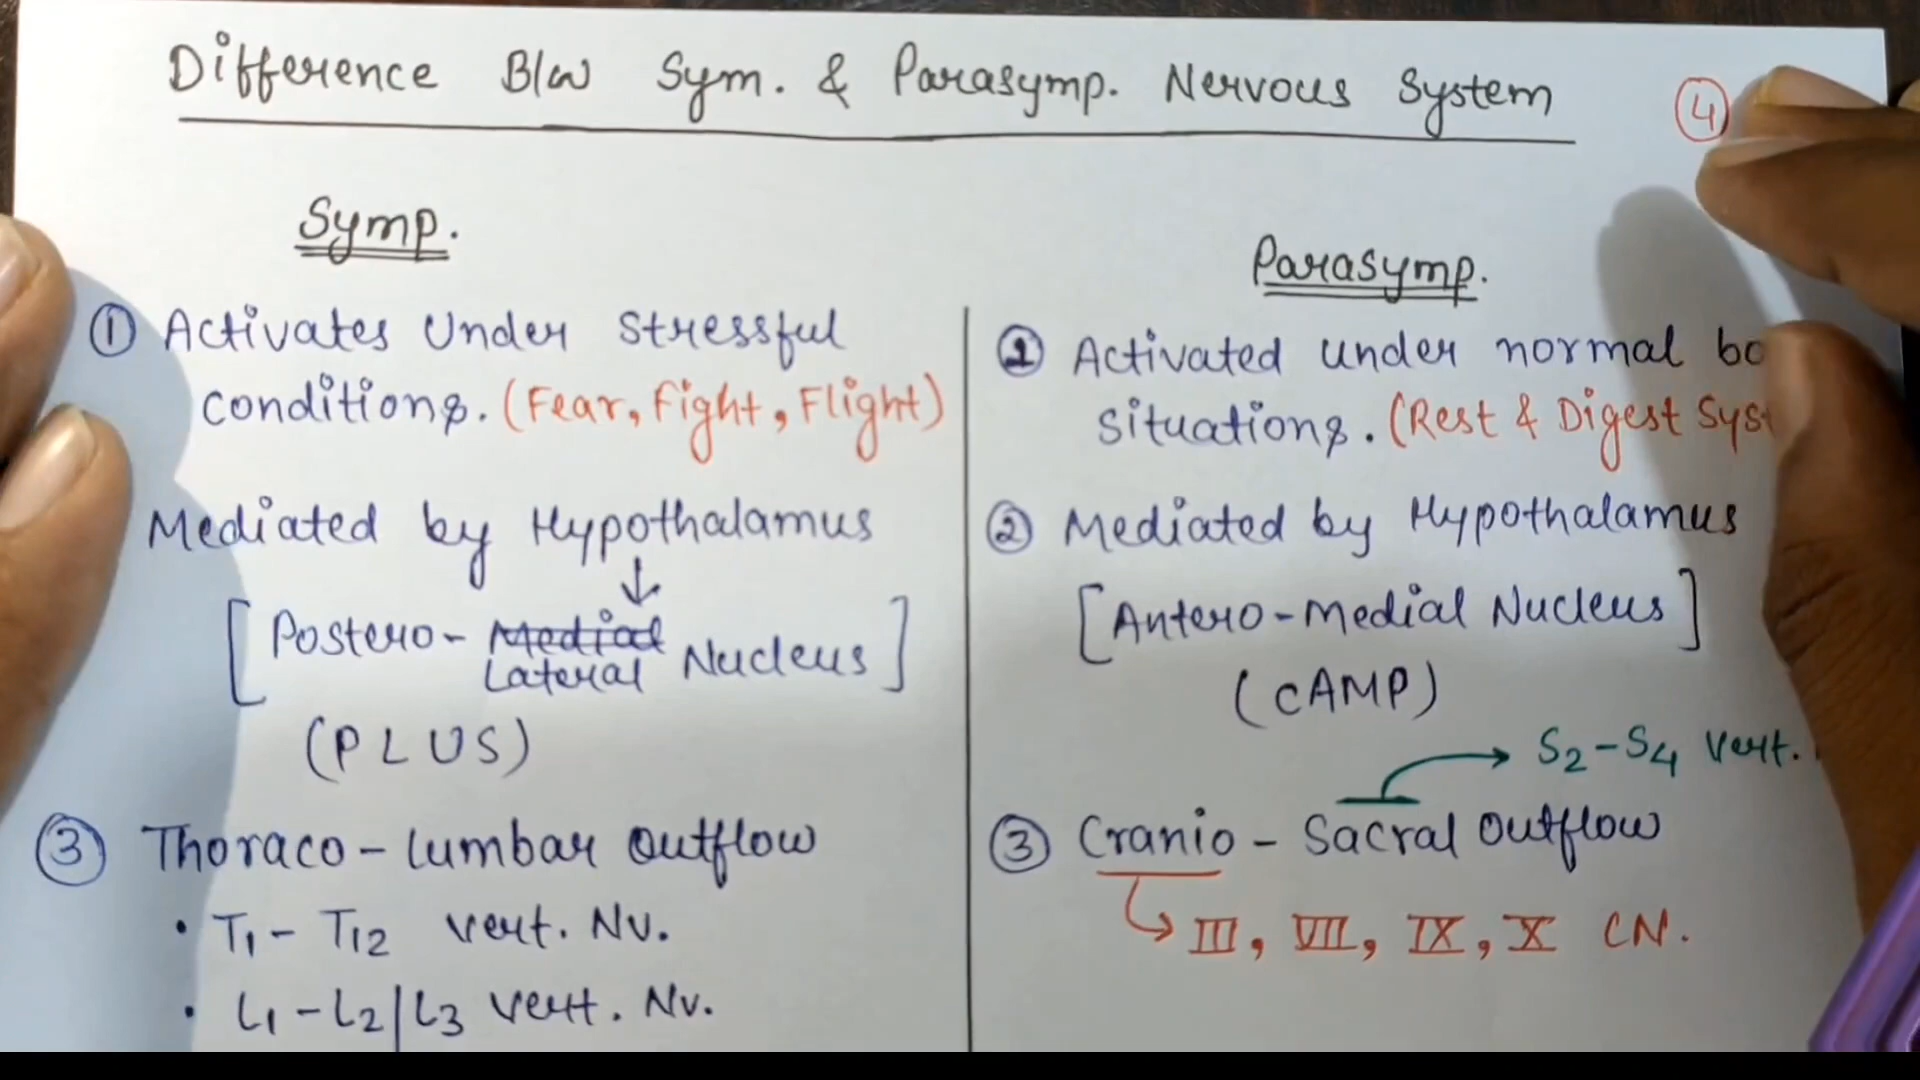 Difference B/w Sym. & Parasymp. Nervous System
4
Symp.
① Activates Under Stressful
conditions. (Fear, Fight, Flight)
Mediated by Hypothalamus
↓
[Postero- Medial Nucleus]
Lateral
(PLUS)
③ Thoraco-lumbar Outflow
• T1 - T12 vert. Nv.
• L1 - L2/L3 vert. Nv.
Parasymp.
① Activated under normal
situations. (Rest & Digest
② Mediated by Hypothalamus
[Antero-Medial Nucleus]
(cAMP)
→ S2-S4 vert.
③ Cranio-Sacral Outflow
→ III, VII, IX, X CN.